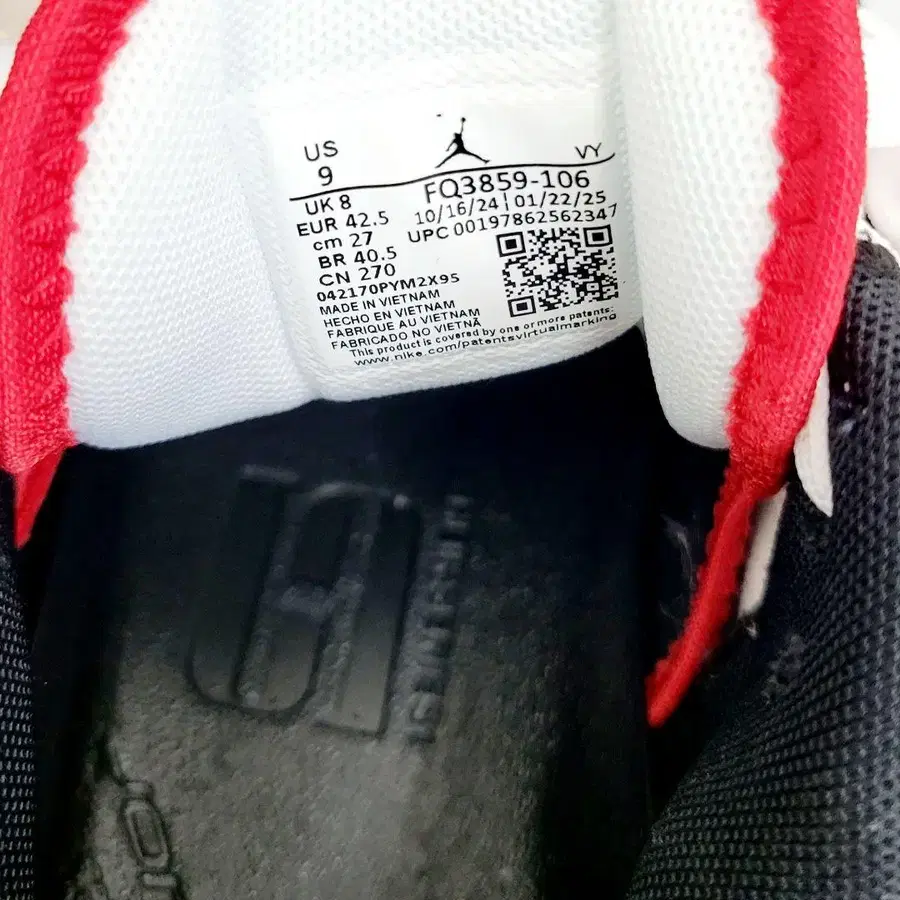 US
9
VY
UK 8
EUR 42.5
cm 27
BR 40.5
CN 270
FQ3859-106
10/16/24 | 01/22/25
UPC 00197862562347
042170PYM2X95
MADE IN VIETNAM
HECHO EN VIETNAM
FABRIQUE AU VIETNAM
FABRICADO NO VIETNÃ
This product is covered by one or more patents:
www.nike.com/patentsvirtualmarking